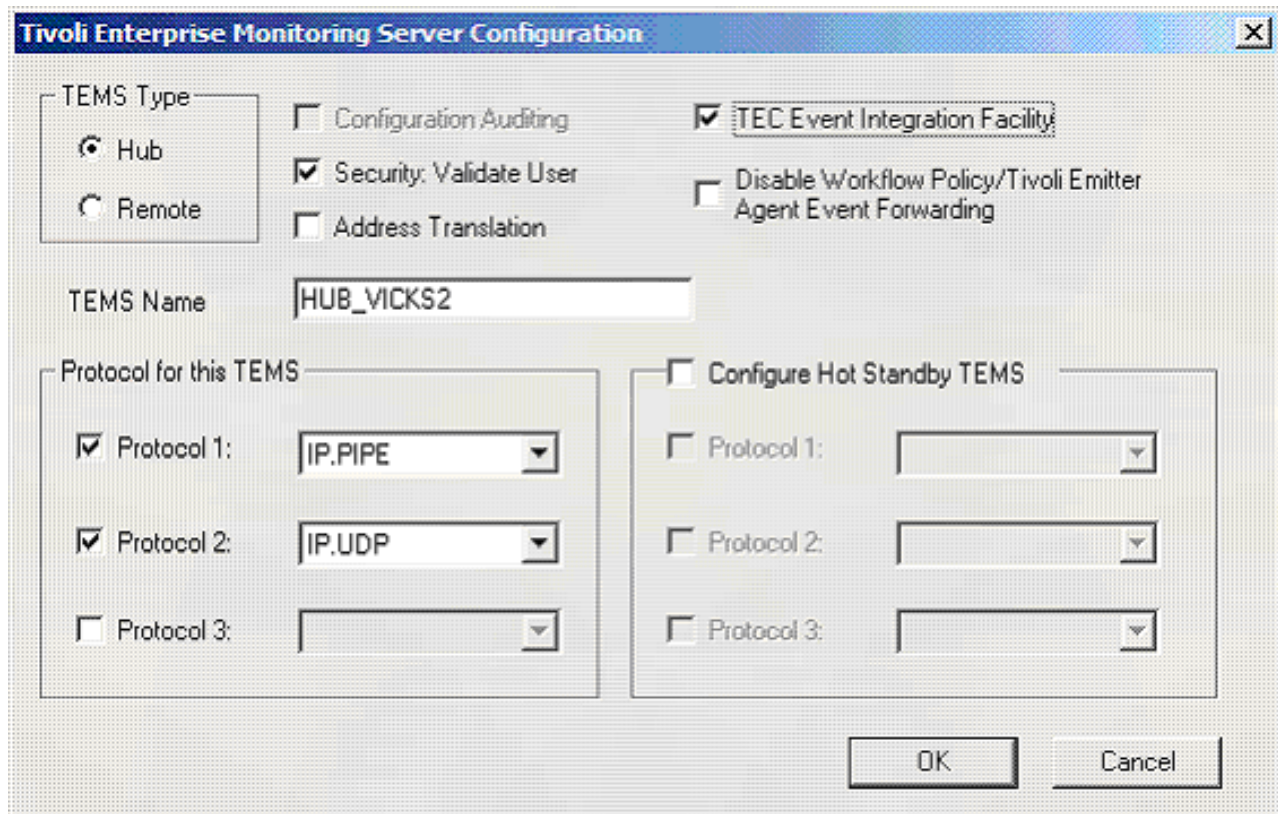 Tivoli Enterprise Monitoring Server Configuration
TEMS Type
Hub
Remote
Configuration Auditing
Security: Validate User
Address Translation
TEC Event Integration Facility
Disable Workflow Policy/Tivoli Emitter
Agent Event Forwarding
TEMS Name
HUB_VICKS2
Protocol for this TEMS
Protocol 1:
IP.PIPE
Protocol 2:
IP.UDP
Protocol 3:
Configure Hot Standby TEMS
Protocol 1:
Protocol 2:
Protocol 3:
OK
Cancel